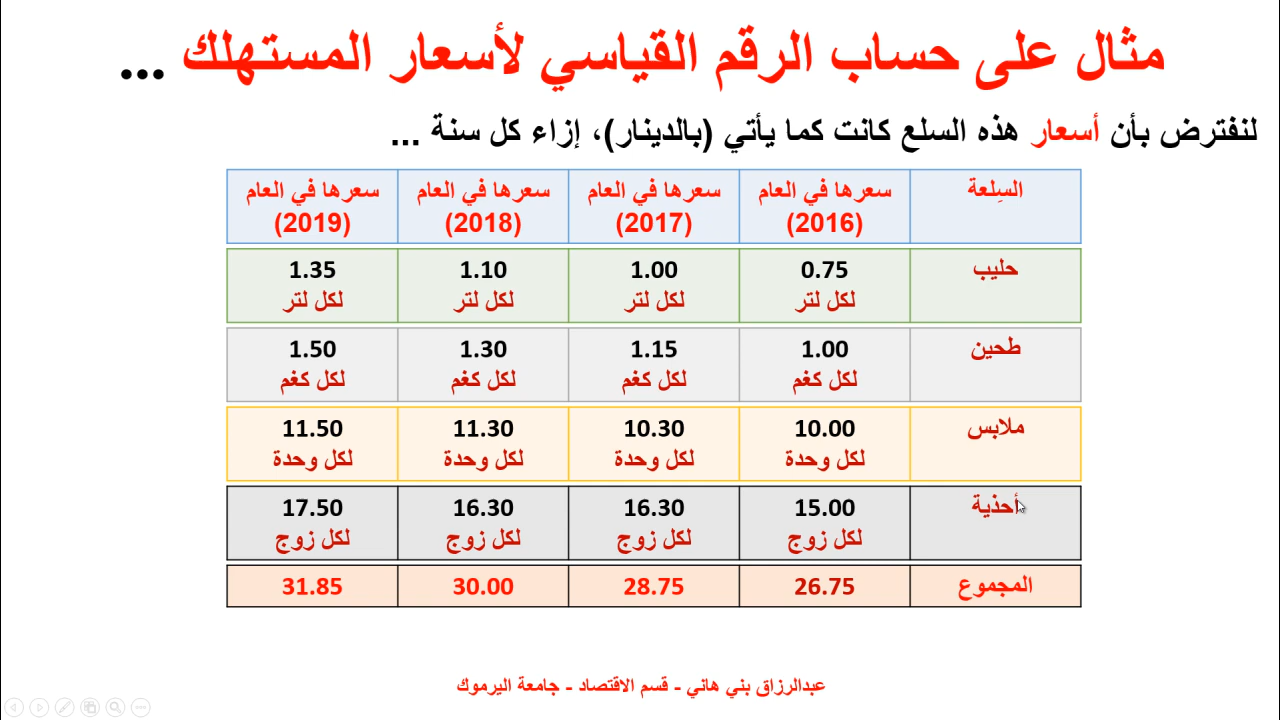 مثال على حساب الرقم القياسي لأسعار المستهلك ...
لنفترض بأن أسعار هذه السلع كانت كما يأتي (بالدينار)، إزاء كل سنة ...
السِلعة سعرها في العام (2016) سعرها في العام (2017) سعرها في العام (2018) سعرها في العام (2019)
حليب 0.75 لكل لتر 1.00 لكل لتر 1.10 لكل لتر 1.35 لكل لتر
طحين 1.00 لكل كغم 1.15 لكل كغم 1.30 لكل كغم 1.50 لكل كغم
ملابس 10.00 لكل وحدة 10.30 لكل وحدة 11.30 لكل وحدة 11.50 لكل وحدة
أحذية 15.00 لكل زوج 16.30 لكل زوج 16.30 لكل زوج 17.50 لكل زوج
المجموع 26.75 28.75 30.00 31.85
عبدالرزاق بني هاني - قسم الاقتصاد - جامعة اليرموك